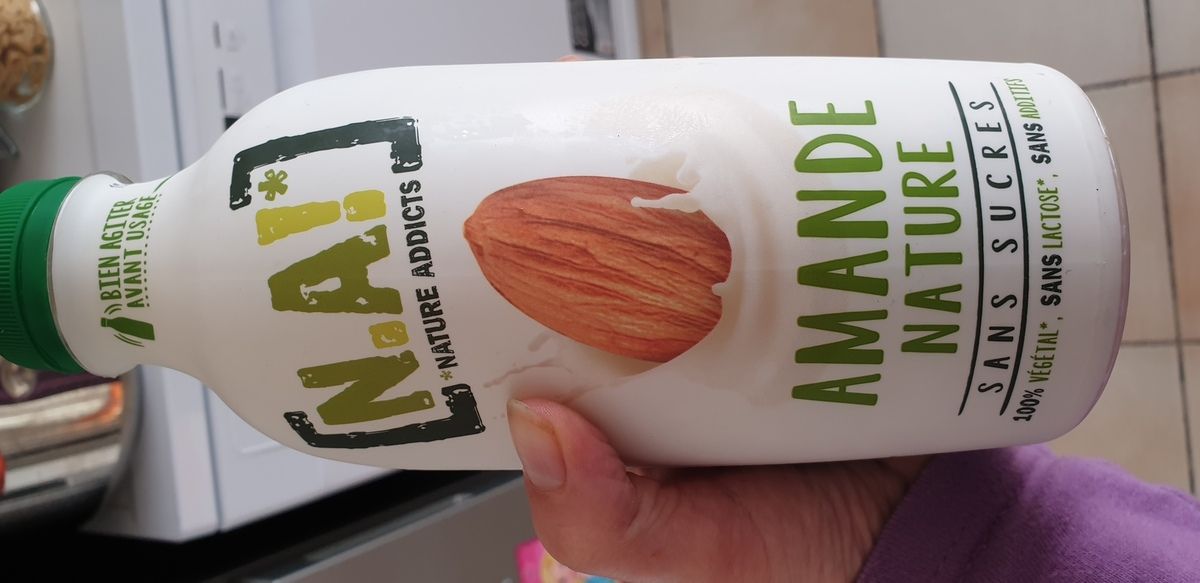 BIEN AGITER
AVANT USAGE
[N.A!*]
*NATURE ADDICTS
AMANDE
NATURE
SANS SUCRES
100% VÉGÉTAL*, SANS LACTOSE*, SANS ADDITIFS